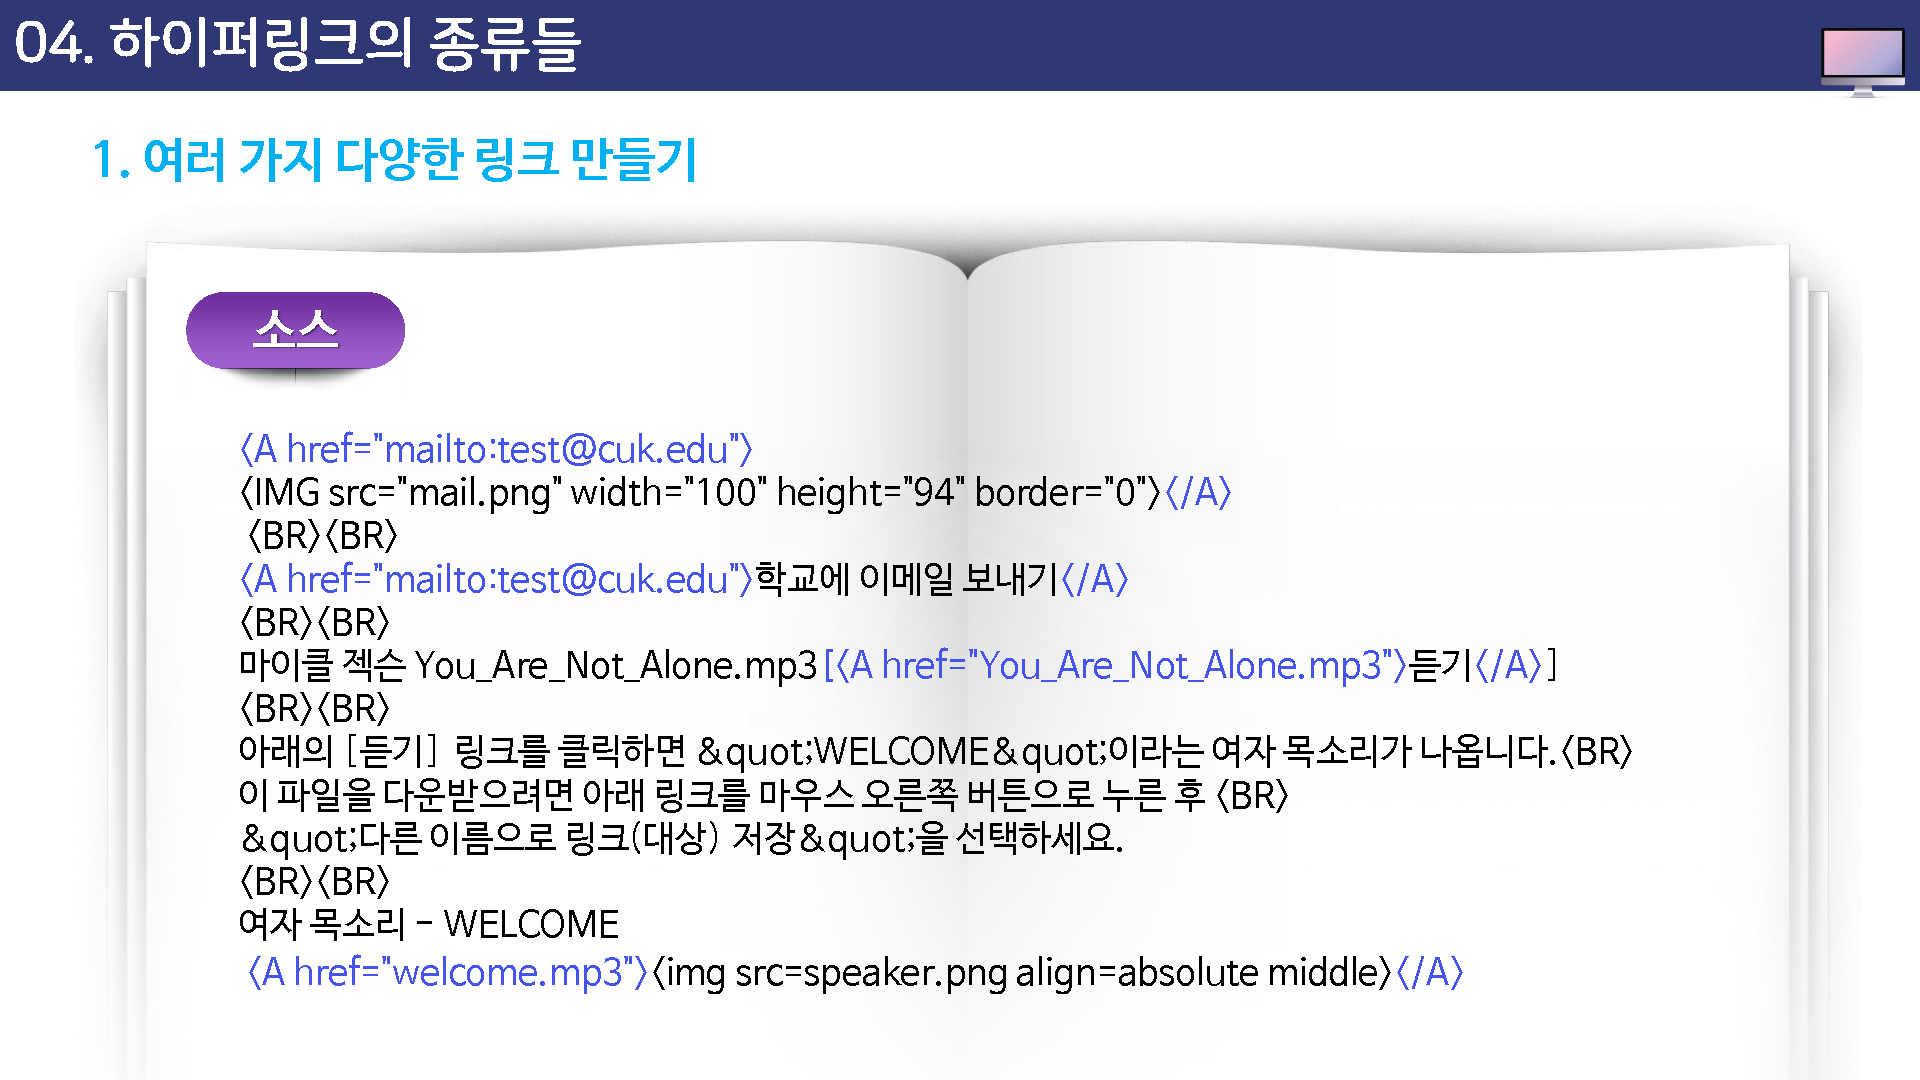 04. 하이퍼링크의 종류들
1. 여러 가지 다양한 링크 만들기
소스
<A href="mailto:test@cuk.edu">
<IMG src="mail.png" width="100" height="94" border="0"></A>
<BR><BR>
<A href="mailto:test@cuk.edu">학교에 이메일 보내기</A>
<BR><BR>
마이클 젝슨 You_Are_Not_Alone.mp3 [<A href="You_Are_Not_Alone.mp3">듣기</A>]
<BR><BR>
아래의 [듣기] 링크를 클릭하면 &quot;WELCOME&quot;이라는 여자 목소리가 나옵니다.<BR>
이 파일을 다운받으려면 아래 링크를 마우스 오른쪽 버튼으로 누른 후 <BR>
&quot;다른 이름으로 링크(대상) 저장&quot;을 선택하세요.
<BR><BR>
여자 목소리 - WELCOME
<A href="welcome.mp3"><img src=speaker.png align=absolute middle></A>